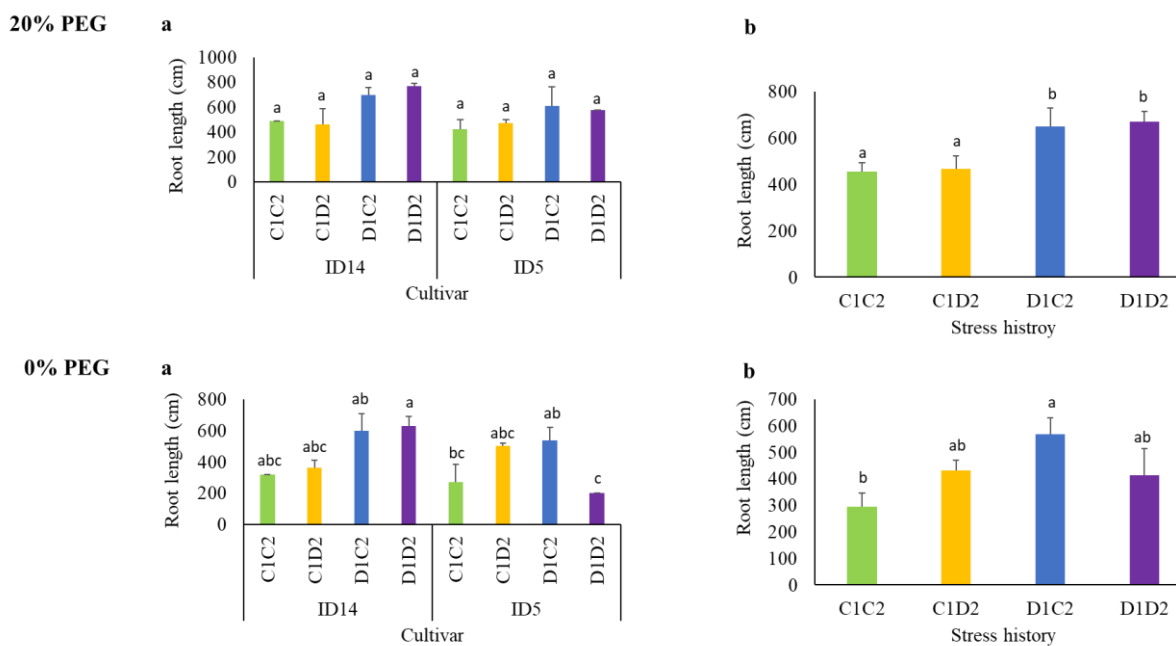 20% PEG
a
Root length (cm)
1000
800
600
400
200
0
a
a
a
a
a
a
a
a
C1C2
C1D2
D1C2
D1D2
C1C2
C1D2
D1C2
D1D2
ID14
ID5
Cultivar
b
Root length (cm)
800
600
400
200
0
a
a
b
b
C1C2
C1D2
D1C2
D1D2
Stress histroy
0% PEG
a
Root length (cm)
800
600
400
200
0
abc
abc
ab
a
bc
abc
ab
c
C1C2
C1D2
D1C2
D1D2
C1C2
C1D2
D1C2
D1D2
ID14
ID5
Cultivar
b
Root length (cm)
700
600
500
400
300
200
100
0
b
ab
a
ab
C1C2
C1D2
D1C2
D1D2
Stress history